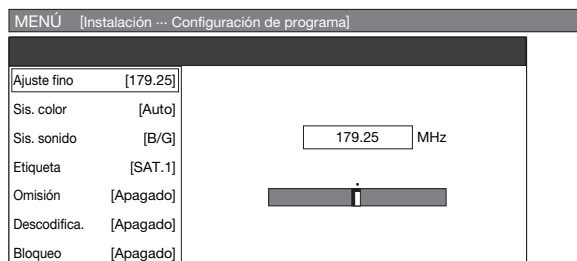 MENÚ [Instalación ··· Configuración de programa]
Ajuste fino [179.25]
Sis. color [Auto]
Sis. sonido [B/G]
179.25 MHz
Etiqueta [SAT.1]
Omisión [Apagado]
Descodifica. [Apagado]
Bloqueo [Apagado]